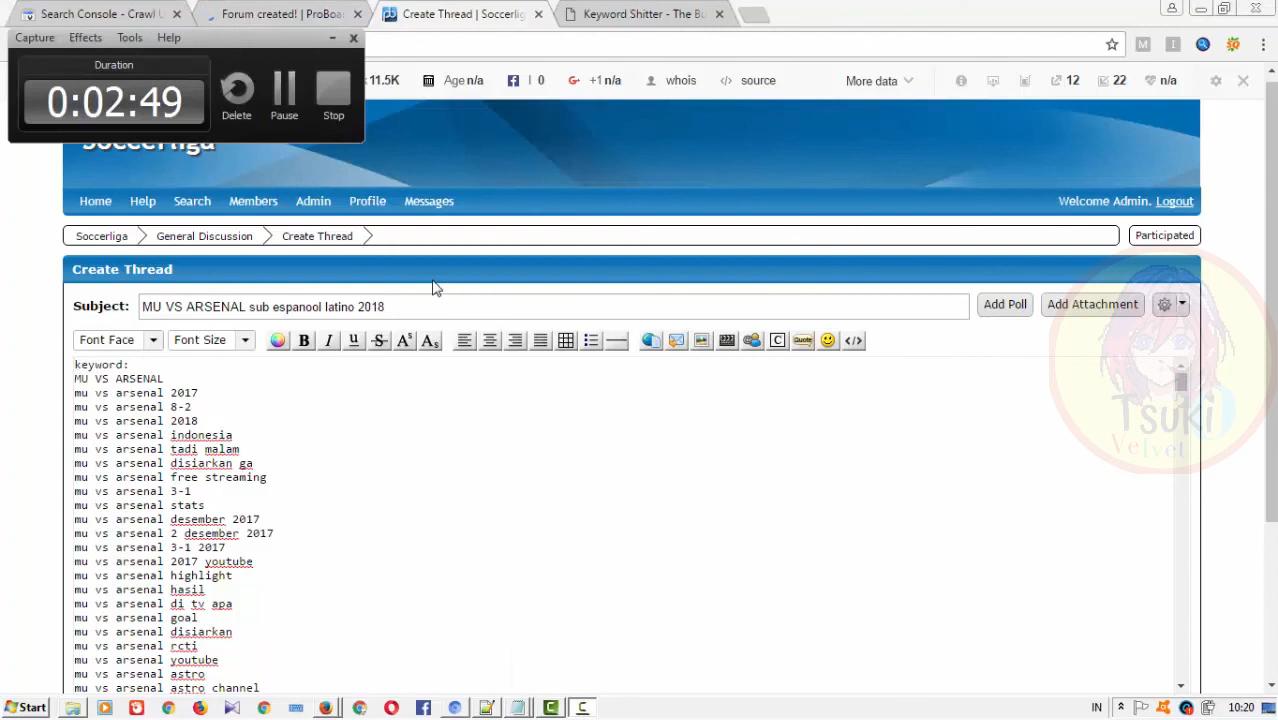 Search Console - Crawl U
Forum created! | ProBoa
Create Thread | Soccerlig
Keyword Shitter - The Bu
Capture Effects Tools Help
Duration
0:02:49
Delete Pause Stop
11.5K Age n/a I 0 +1 n/a whois source More data 12 22 n/a
Soccerliga
Home Help Search Members Admin Profile Messages Welcome Admin. Logout
Soccerliga General Discussion Create Thread Participated
Create Thread
Subject: MU VS ARSENAL sub espanool latino 2018 Add Poll Add Attachment
Font Face Font Size
keyword:
MU VS ARSENAL
mu vs arsenal 2017
mu vs arsenal 8-2
mu vs arsenal 2018
mu vs arsenal indonesia
mu vs arsenal tadi malam
mu vs arsenal disiarkan ga
mu vs arsenal free streaming
mu vs arsenal 3-1
mu vs arsenal stats
mu vs arsenal desember 2017
mu vs arsenal 2 desember 2017
mu vs arsenal 3-1 2017
mu vs arsenal 2017 youtube
mu vs arsenal highlight
mu vs arsenal hasil
mu vs arsenal di tv apa
mu vs arsenal goal
mu vs arsenal disiarkan
mu vs arsenal rcti
mu vs arsenal youtube
mu vs arsenal astro
mu vs arsenal astro channel
Tsuki
Velvet
Start IN 10:20